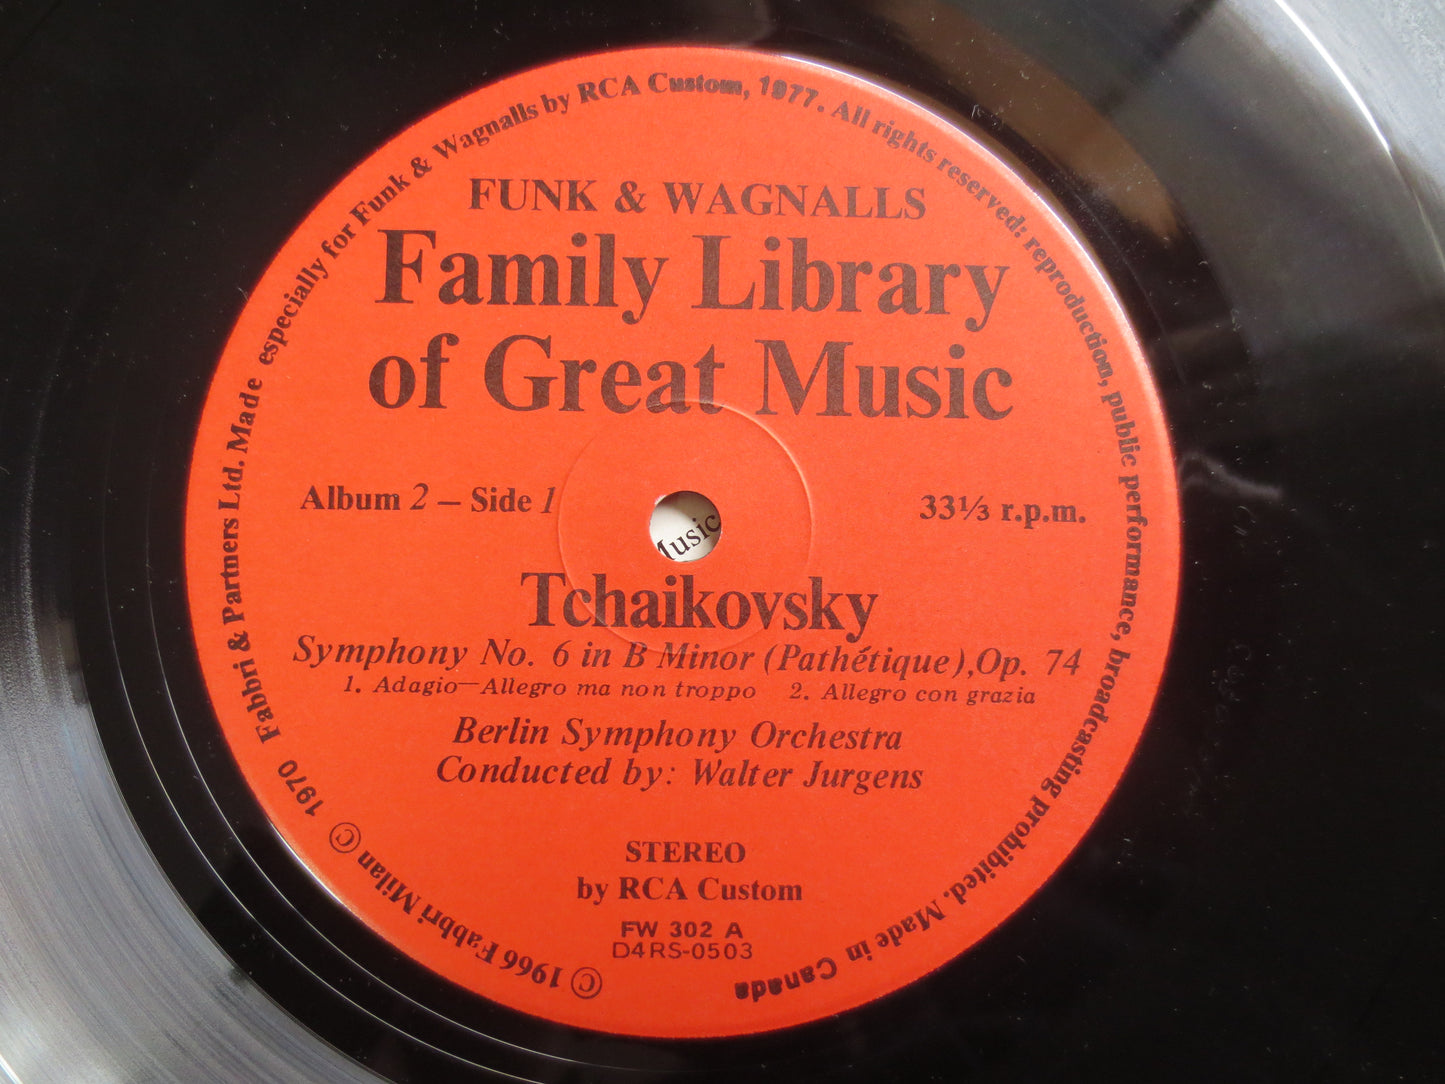 © 1966 Fabbri Milan © 1970 Fabbri & Partners Ltd. Made especially for Funk & Wagnalls by RCA Custom, 1977. All rights reserved: reproduction, public performance, broadcasting prohibited. Made in Canada
FUNK & WAGNALLS
Family Library
of Great Music
Album 2 – Side 1
33⅓ r.p.m.
Music
Tchaikovsky
Symphony No. 6 in B Minor (Pathétique), Op. 74
1. Adagio—Allegro ma non troppo 2. Allegro con grazia
Berlin Symphony Orchestra
Conducted by: Walter Jurgens
STEREO
by RCA Custom
FW 302 A
D4RS-0503